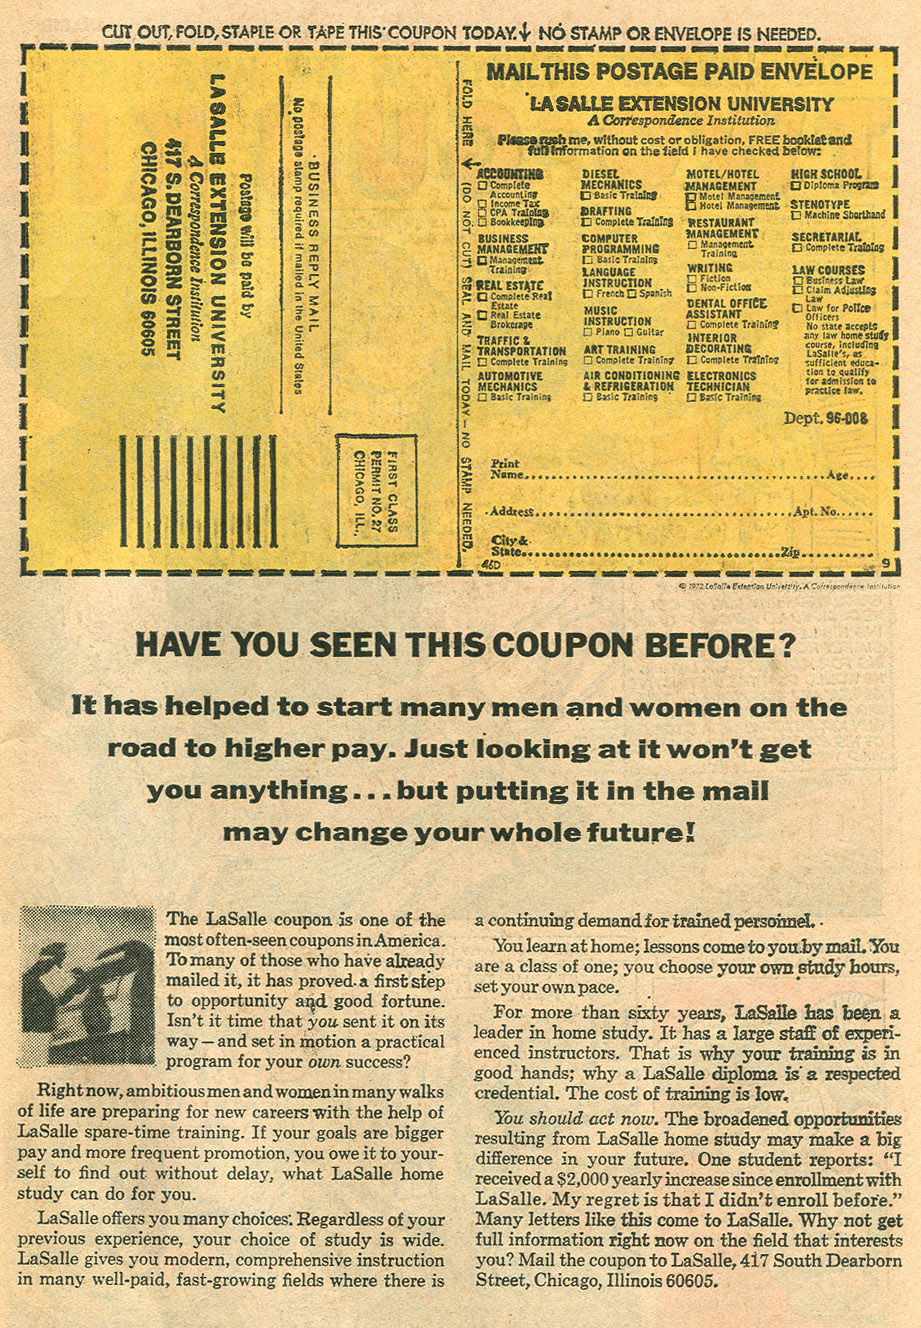 CUT OUT, FOLD, STAPLE OR TAPE THIS COUPON TODAY. NO STAMP OR ENVELOPE IS NEEDED.
BUSINESS REPLY MAIL
No postage stamp required if mailed in the United States
Postage will be paid by
LA SALLE EXTENSION UNIVERSITY
A Correspondence Institution
417 S. DEARBORN STREET
CHICAGO, ILLINOIS 60605
FIRST CLASS
PERMIT NO. 27
CHICAGO, ILL.
FOLD HERE (DO NOT CUT) SEAL AND MAIL TODAY — NO STAMP NEEDED.
MAIL THIS POSTAGE PAID ENVELOPE
LA SALLE EXTENSION UNIVERSITY
A Correspondence Institution
Please rush me, without cost or obligation, FREE booklet and
full information on the field I have checked below:
ACCOUNTING
Complete
Accounting
Income Tax
CPA Training
Bookkeeping
BUSINESS
MANAGEMENT
Management
Training
REAL ESTATE
Complete Real
Estate
Real Estate
Brokerage
TRAFFIC &
TRANSPORTATION
Complete Training
AUTOMOTIVE
MECHANICS
Basic Training
DIESEL
MECHANICS
Basic Training
DRAFTING
Complete Training
COMPUTER
PROGRAMMING
Basic Training
LANGUAGE
INSTRUCTION
French Spanish
MUSIC
INSTRUCTION
Piano Guitar
ART TRAINING
Complete Training
AIR CONDITIONING
& REFRIGERATION
Basic Training
MOTEL/HOTEL
MANAGEMENT
Motel Management
Hotel Management
RESTAURANT
MANAGEMENT
Management
Training
WRITING
Fiction
Non-Fiction
DENTAL OFFICE
ASSISTANT
Complete Training
INTERIOR
DECORATING
Complete Training
ELECTRONICS
TECHNICIAN
Basic Training
HIGH SCHOOL
Diploma Program
STENOTYPE
Machine Shorthand
SECRETARIAL
Complete Training
LAW COURSES
Business Law
Claim Adjusting
Law
Law for Police
Officers
No state accepts
any law home study
course, including
LaSalle's, as
sufficient educa-
tion to qualify
for admission to
practice law.
Dept. 96-008
Print
Name Age
Address Apt. No.
City &
State Zip
46D
9
© 1972 LaSalle Extension University, A Correspondence Institution
HAVE YOU SEEN THIS COUPON BEFORE?
It has helped to start many men and women on the
road to higher pay. Just looking at it won't get
you anything...but putting it in the mail
may change your whole future!
The LaSalle coupon is one of the
most often-seen coupons in America.
To many of those who have already
mailed it, it has proved a first step
to opportunity and good fortune.
Isn't it time that you sent it on its
way – and set in motion a practical
program for your own success?
Right now, ambitious men and women in many walks
of life are preparing for new careers with the help of
LaSalle spare-time training. If your goals are bigger
pay and more frequent promotion, you owe it to your-
self to find out without delay, what LaSalle home
study can do for you.
LaSalle offers you many choices. Regardless of your
previous experience, your choice of study is wide.
LaSalle gives you modern, comprehensive instruction
in many well-paid, fast-growing fields where there is
a continuing demand for trained personnel.
You learn at home; lessons come to you by mail. You
are a class of one; you choose your own study hours,
set your own pace.
For more than sixty years, LaSalle has been a
leader in home study. It has a large staff of experi-
enced instructors. That is why your training is in
good hands; why a LaSalle diploma is a respected
credential. The cost of training is low.
You should act now. The broadened opportunities
resulting from LaSalle home study may make a big
difference in your future. One student reports: "I
received a $2,000 yearly increase since enrollment with
LaSalle. My regret is that I didn't enroll before."
Many letters like this come to LaSalle. Why not get
full information right now on the field that interests
you? Mail the coupon to LaSalle, 417 South Dearborn
Street, Chicago, Illinois 60605.